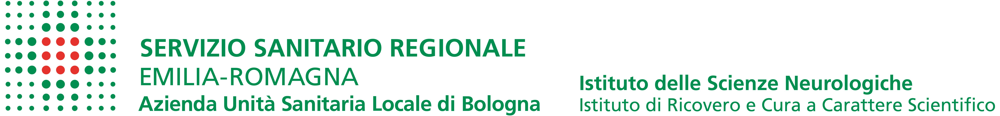 SERVIZIO SANITARIO REGIONALE
EMILIA-ROMAGNA
Azienda Unità Sanitaria Locale di Bologna
Istituto delle Scienze Neurologiche
Istituto di Ricovero e Cura a Carattere Scientifico